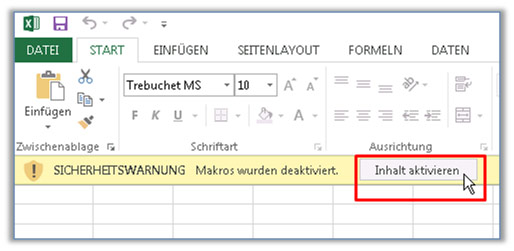 DATEI START EINFÜGEN SEITENLAYOUT FORMELN DATEN
Trebuchet MS 10 A A
Einfügen
F K U A
Zwischenablage Schriftart Ausrichtung
SICHERHEITSWARNUNG Makros wurden deaktiviert. Inhalt aktivieren